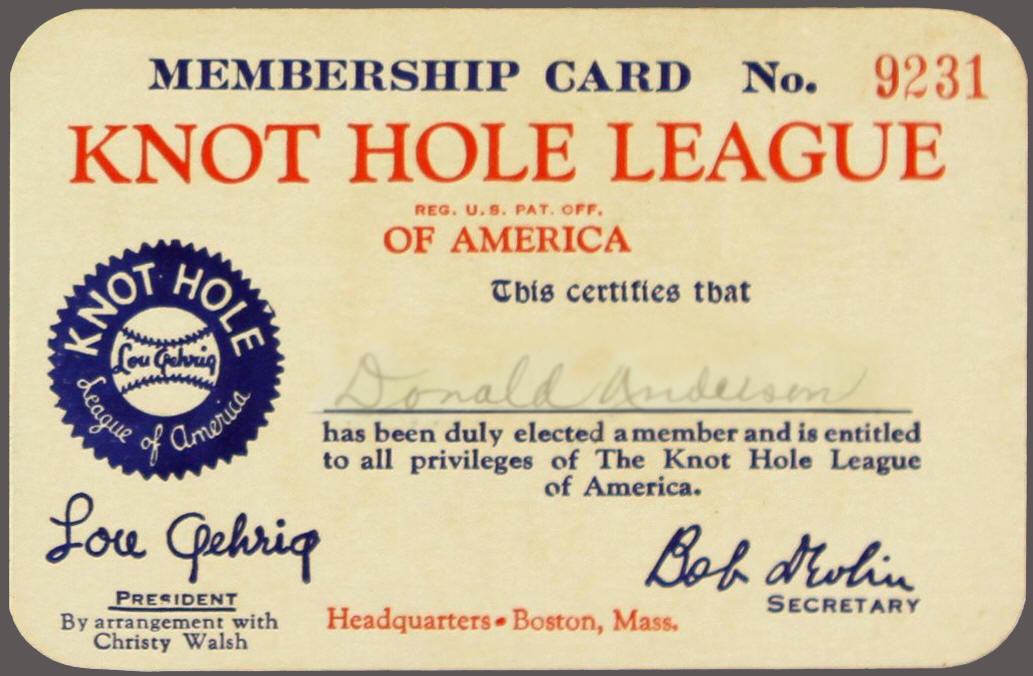 MEMBERSHIP CARD No. 9231
KNOT HOLE LEAGUE
REG. U.S. PAT. OFF.
OF AMERICA
This certifies that
KNOT HOLE
Lou Gehrig
League of America
Donald Anderson
has been duly elected a member and is entitled
to all privileges of The Knot Hole League
of America.
Lou Gehrig
PRESIDENT
By arrangement with
Christy Walsh
Headquarters • Boston, Mass.
Bob
SECRETARY